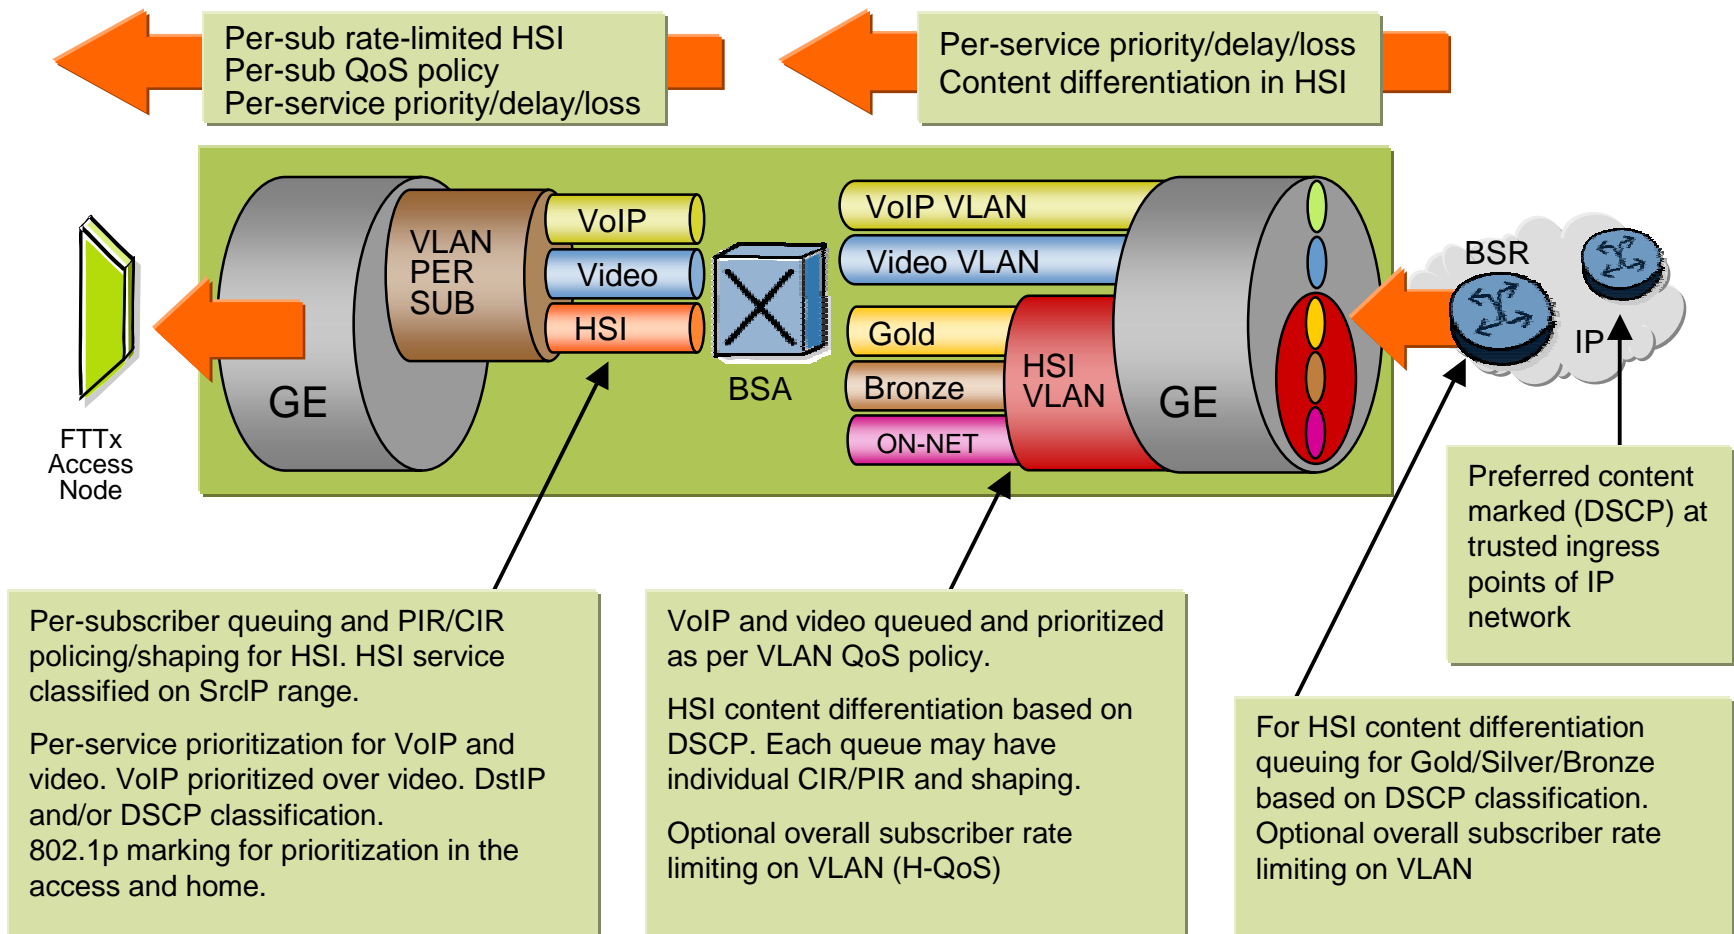 Per-sub rate-limited HSI
Per-sub QoS policy
Per-service priority/delay/loss
Per-service priority/delay/loss
Content differentiation in HSI
FTTx
Access
Node
GE
VLAN
PER
SUB
VoIP
Video
HSI
BSA
VoIP VLAN
Video VLAN
Gold
Bronze
ON-NET
HSI
VLAN
GE
BSR
IP
Preferred content
marked (DSCP) at
trusted ingress
points of IP
network
Per-subscriber queuing and PIR/CIR
policing/shaping for HSI. HSI service
classified on SrcIP range.
Per-service prioritization for VoIP and
video. VoIP prioritized over video. DstIP
and/or DSCP classification.
802.1p marking for prioritization in the
access and home.
VoIP and video queued and prioritized
as per VLAN QoS policy.
HSI content differentiation based on
DSCP. Each queue may have
individual CIR/PIR and shaping.
Optional overall subscriber rate
limiting on VLAN (H-QoS)
For HSI content differentiation
queuing for Gold/Silver/Bronze
based on DSCP classification.
Optional overall subscriber rate
limiting on VLAN